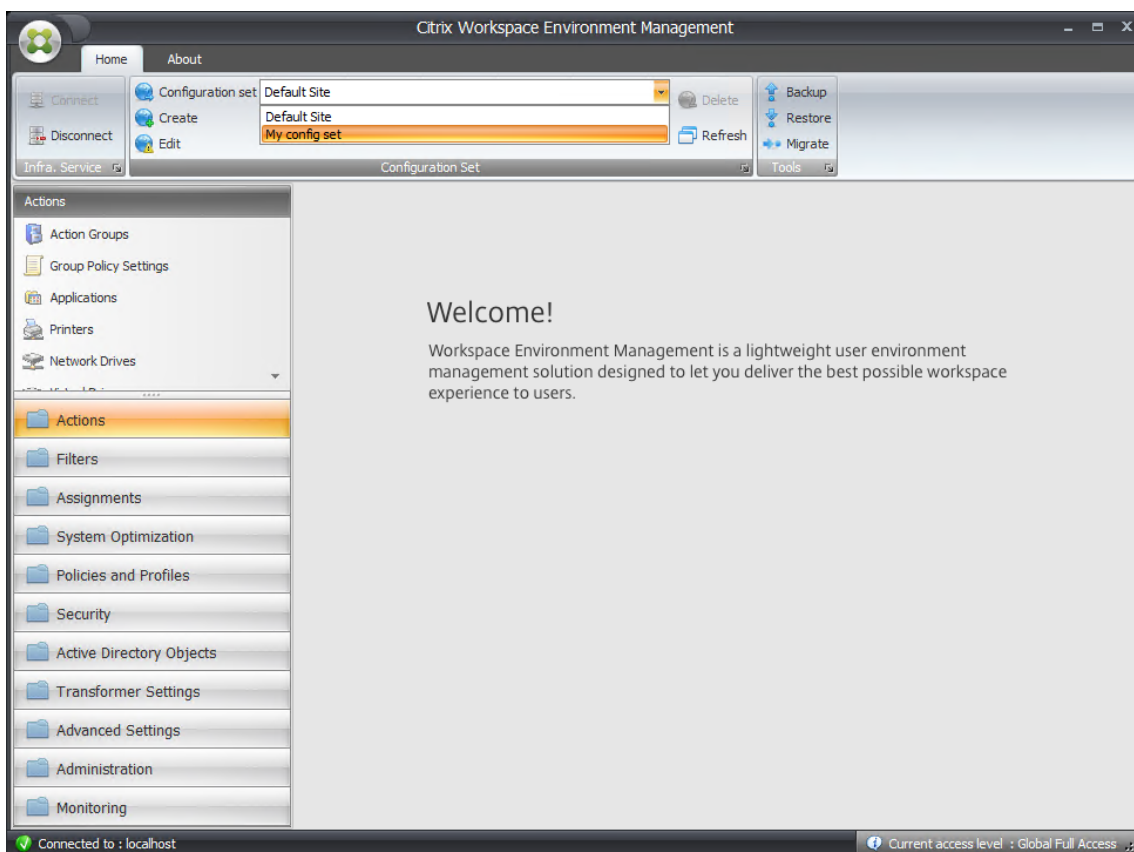 Citrix Workspace Environment Management
Home About
Connect
Disconnect
Infra. Service
Configuration set Default Site
Create
Edit
Default Site
My config set
Delete
Refresh
Configuration Set
Backup
Restore
Migrate
Tools
Actions
Action Groups
Group Policy Settings
Applications
Printers
Network Drives
Actions
Filters
Assignments
System Optimization
Policies and Profiles
Security
Active Directory Objects
Transformer Settings
Advanced Settings
Administration
Monitoring
Welcome!
Workspace Environment Management is a lightweight user environment
management solution designed to let you deliver the best possible workspace
experience to users.
Connected to : localhost
Current access level : Global Full Access